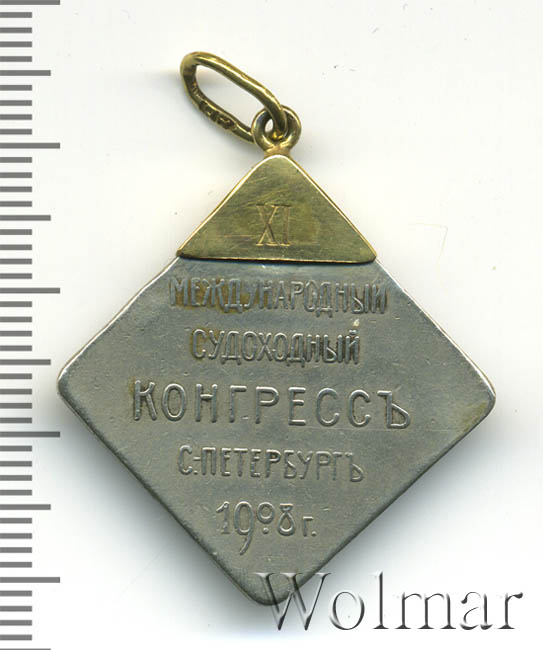 XI
МЕЖДУНАРОДНЫЙ
СУДОХОДНЫЙ
КОНГРЕССЪ
С.-ПЕТЕРБУРГЪ
1908 г.
Wolmar